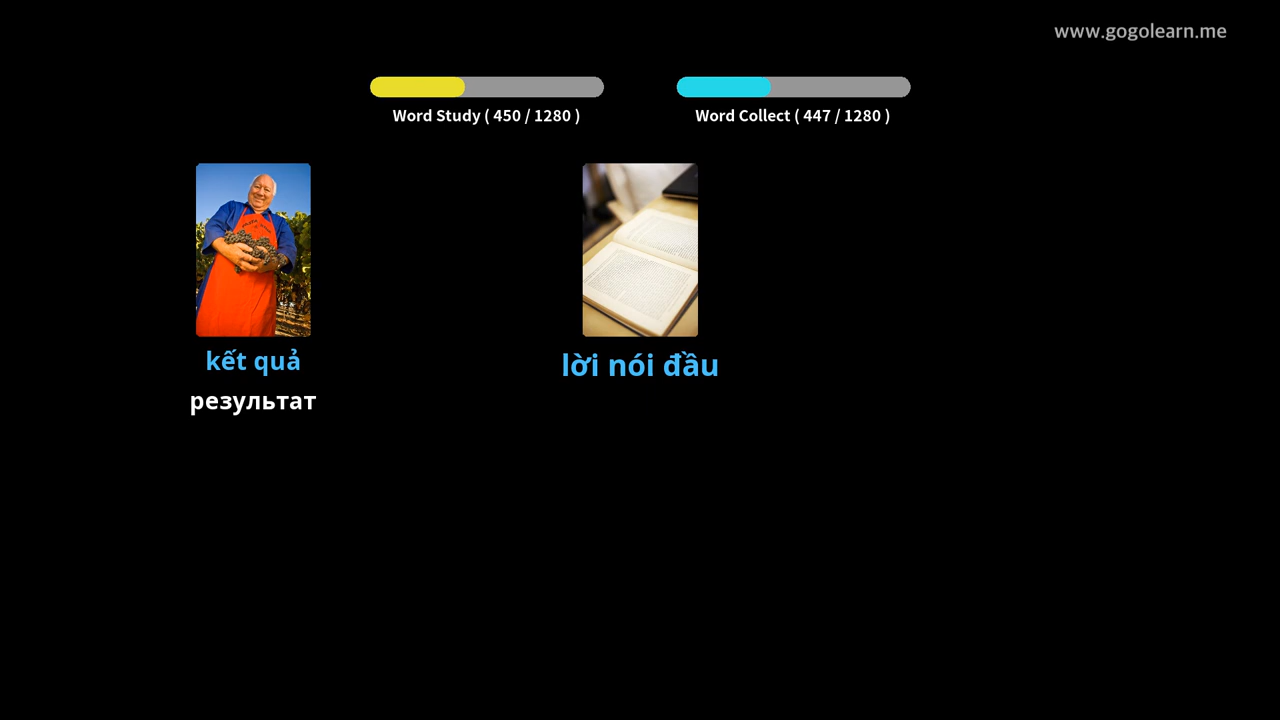 www.gogolearn.me
Word Study ( 450 / 1280 )
Word Collect ( 447 / 1280 )
kết quả
результат
lời nói đầu